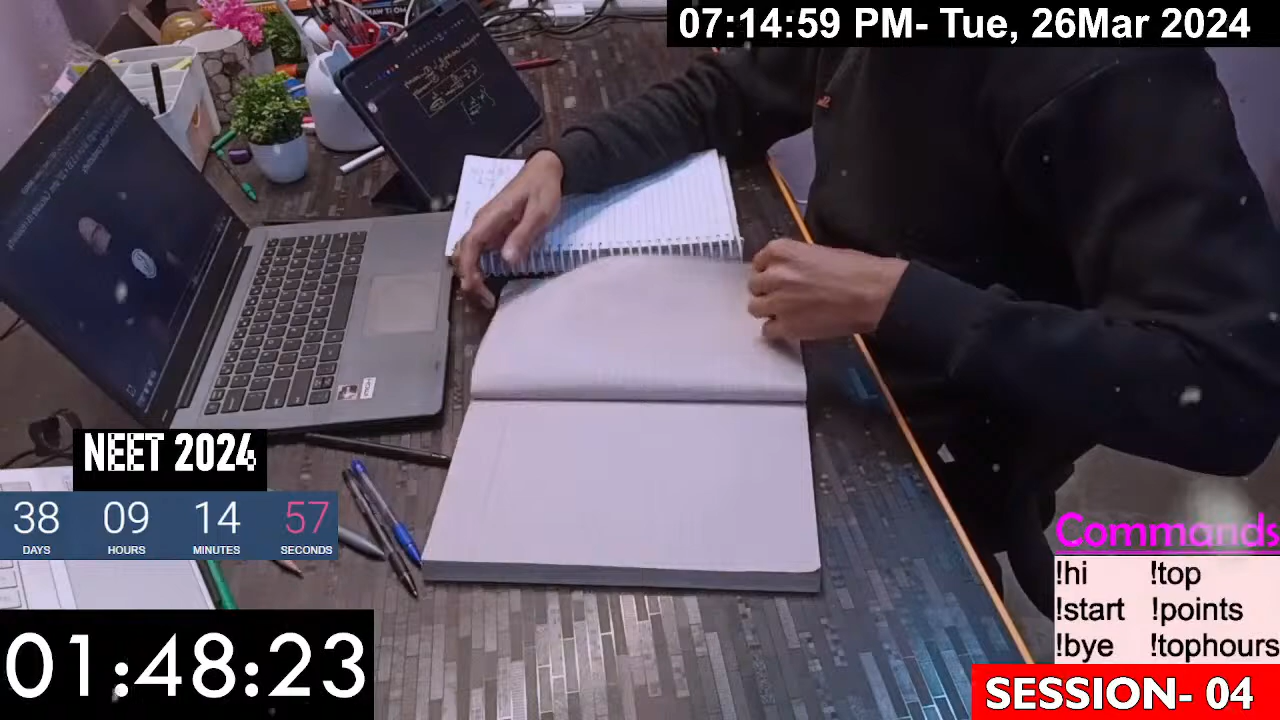 07:14:59 PM- Tue, 26Mar 2024
NEET 2024
38 09 14 57
DAYS HOURS MINUTES SECONDS
01:48:23
Commands
!hi !top
!start !points
!bye !tophours
SESSION- 04